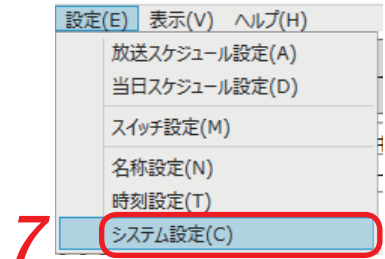 設定(E) 表示(V) ヘルプ(H)
放送スケジュール設定(A)
当日スケジュール設定(D)
スイッチ設定(M)
名称設定(N)
時刻設定(T)
7 システム設定(C)